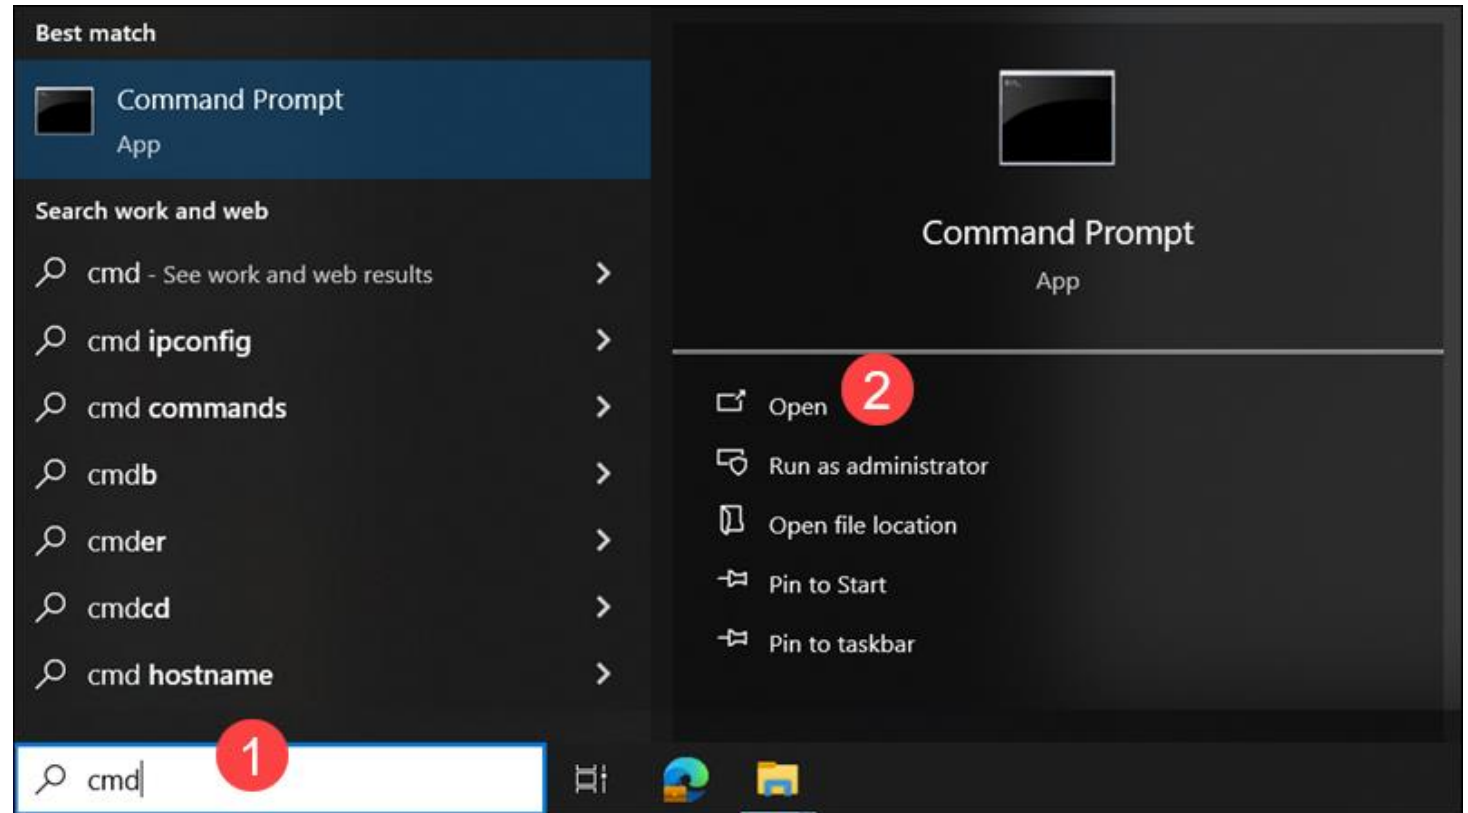 Best match
Command Prompt
App
Search work and web
cmd - See work and web results
cmd ipconfig
cmd commands
cmdb
cmder
cmdcd
cmd hostname
1
cmd
Command Prompt
App
Open
2
Run as administrator
Open file location
Pin to Start
Pin to taskbar